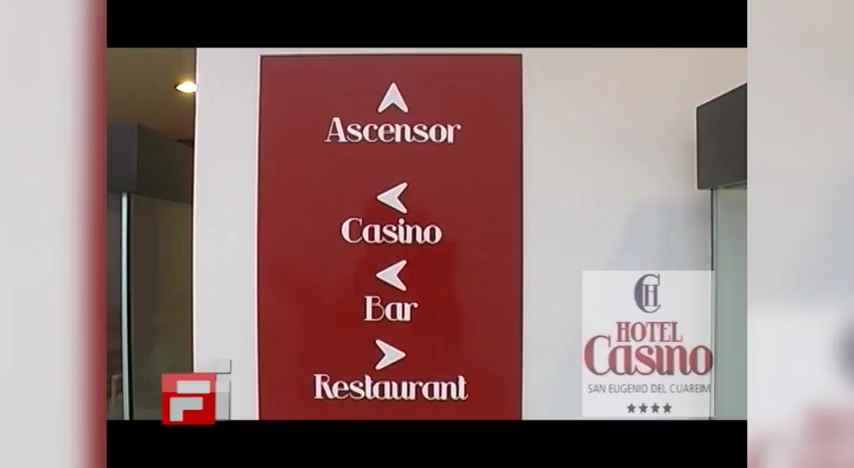 Ascensor
Casino
Bar
Restaurant
CH
HOTEL
Casino
SAN EUGENIO DEL CUAREIM